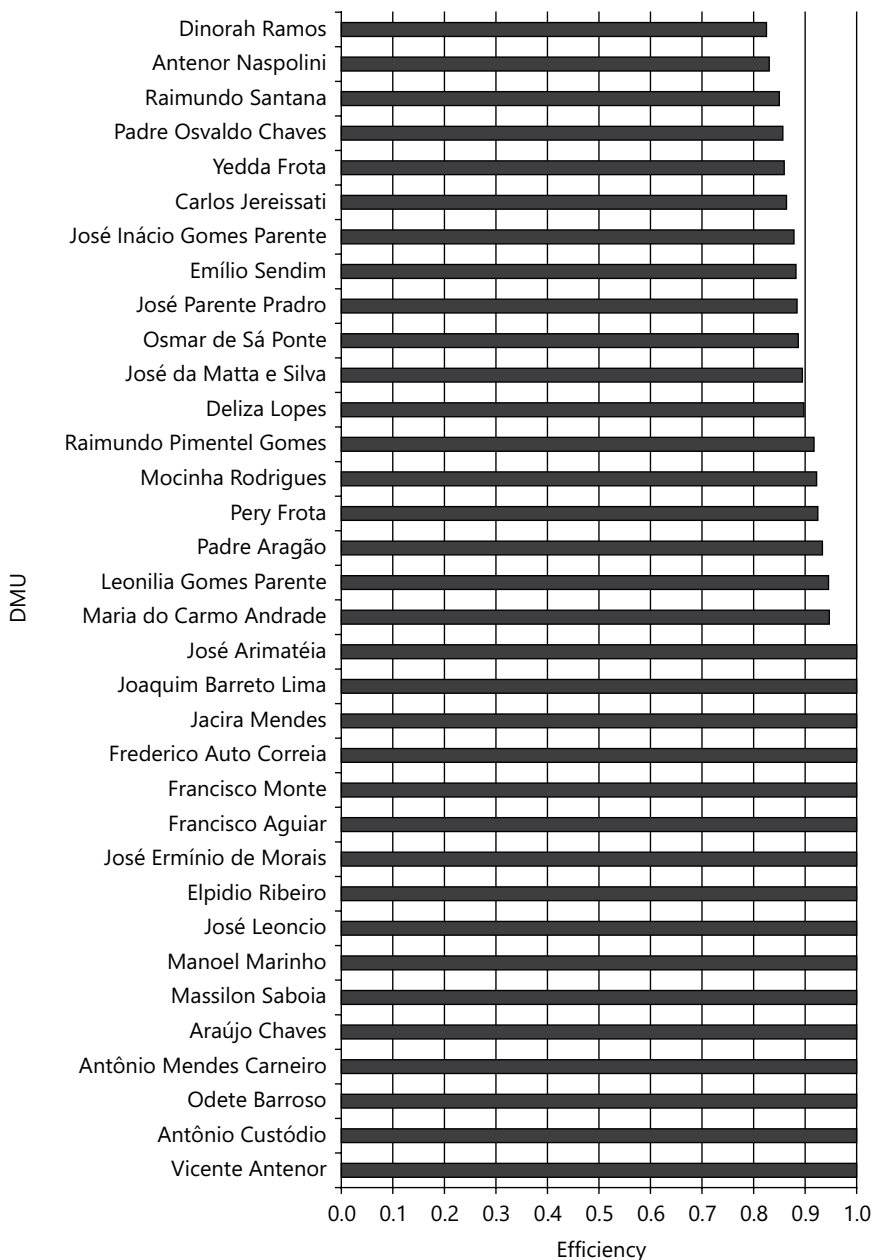 Dinorah Ramos
Antenor Naspolini
Raimundo Santana
Padre Osvaldo Chaves
Yedda Frota
Carlos Jereissati
José Inácio Gomes Parente
Emílio Sendim
José Parente Pradro
Osmar de Sá Ponte
José da Matta e Silva
Deliza Lopes
Raimundo Pimentel Gomes
Mocinha Rodrigues
Pery Frota
Padre Aragão
Leonilia Gomes Parente
Maria do Carmo Andrade
José Arimatéia
Joaquim Barreto Lima
Jacira Mendes
Frederico Auto Correia
Francisco Monte
Francisco Aguiar
José Ermínio de Morais
Elpidio Ribeiro
José Leoncio
Manoel Marinho
Massilon Saboia
Araújo Chaves
Antônio Mendes Carneiro
Odete Barroso
Antônio Custódio
Vicente Antenor
DMU
0.0 0.1 0.2 0.3 0.4 0.5 0.6 0.7 0.8 0.9 1.0
Efficiency